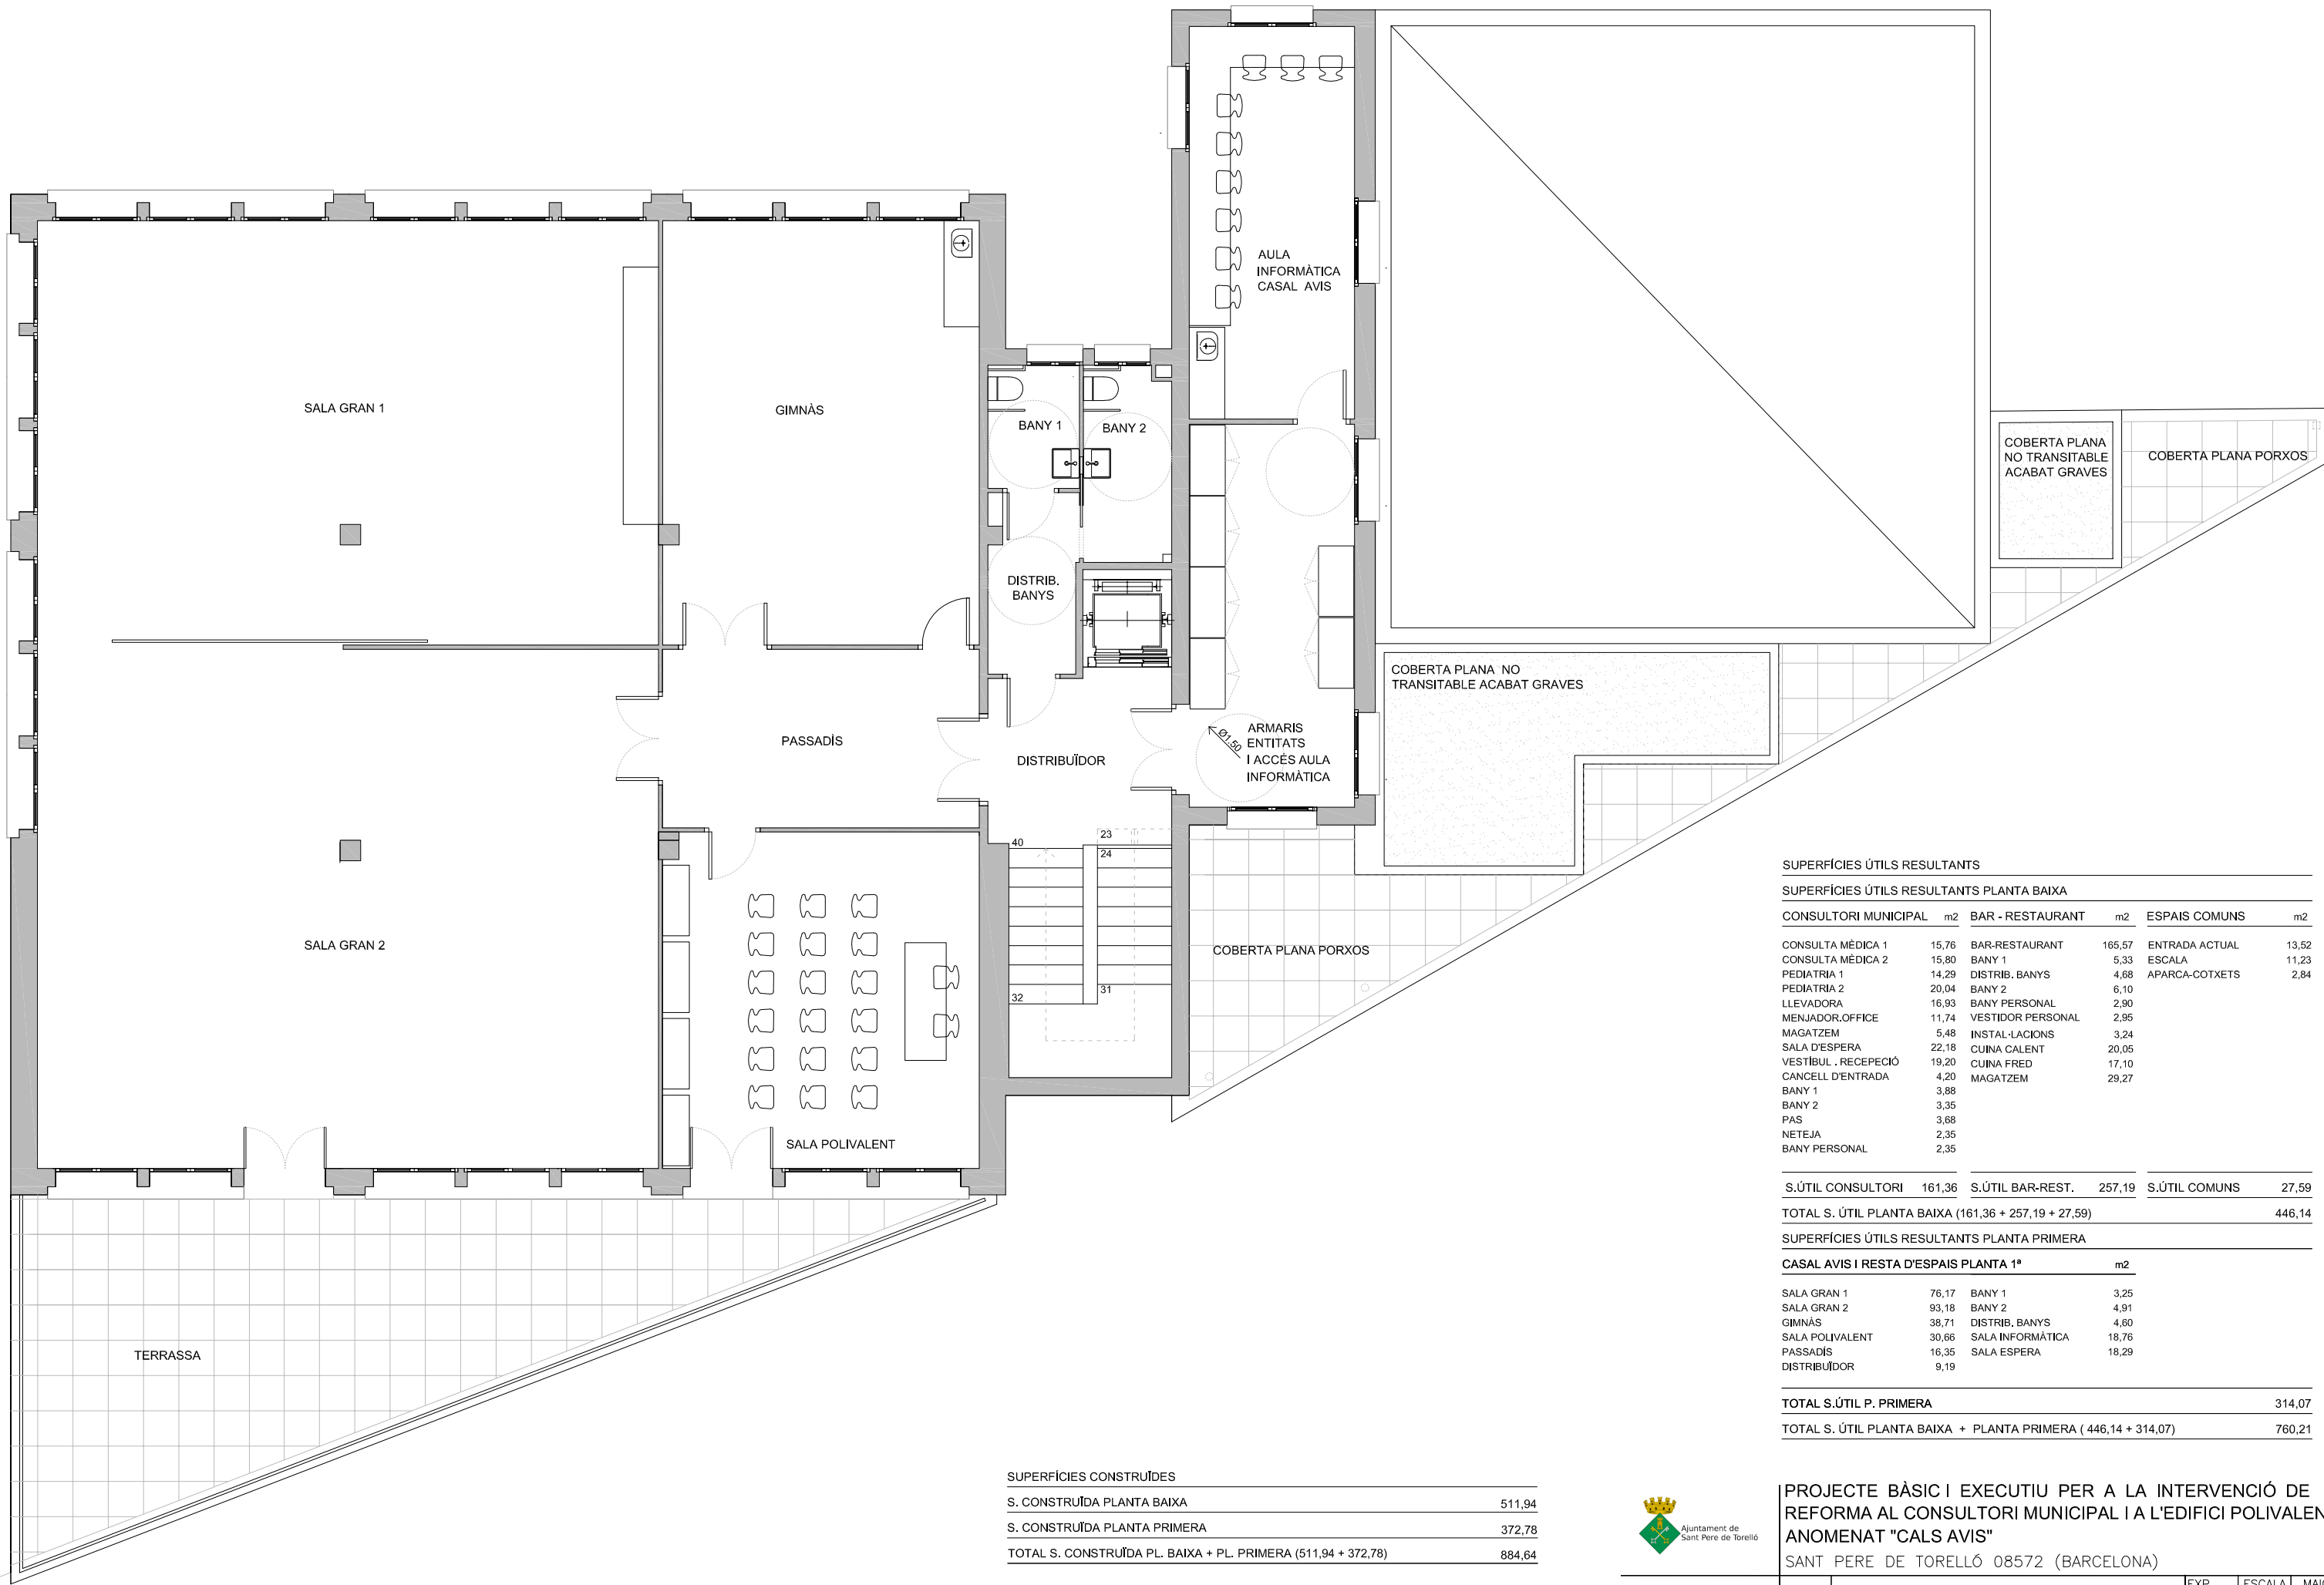 AULA
INFORMÀTICA
CASAL AVIS
SALA GRAN 1
GIMNÀS
BANY 1
BANY 2
COBERTA PLANA
NO TRANSITABLE
ACABAT GRAVES
COBERTA PLANA PORXOS
DISTRIB.
BANYS
COBERTA PLANA NO
TRANSITABLE ACABAT GRAVES
PASSADÍS
DISTRIBUÏDOR
Ø1.50
ARMARIS
ENTITATS
I ACCÉS AULA
INFORMÀTICA
40
23
24
32
31
SALA GRAN 2
COBERTA PLANA PORXOS
SALA POLIVALENT
TERRASSA
SUPERFÍCIES ÚTILS RESULTANTS
SUPERFÍCIES ÚTILS RESULTANTS PLANTA BAIXA
CONSULTORI MUNICIPAL m2 BAR - RESTAURANT m2 ESPAIS COMUNS m2
CONSULTA MÈDICA 1 15,76 BAR-RESTAURANT 165,57 ENTRADA ACTUAL 13,52
CONSULTA MÈDICA 2 15,80 BANY 1 5,33 ESCALA 11,23
PEDIATRIA 1 14,29 DISTRIB. BANYS 4,68 APARCA-COTXETS 2,84
PEDIATRIA 2 20,04 BANY 2 6,10
LLEVADORA 16,93 BANY PERSONAL 2,90
MENJADOR.OFFICE 11,74 VESTIDOR PERSONAL 2,95
MAGATZEM 5,48 INSTAL·LACIONS 3,24
SALA D'ESPERA 22,18 CUINA CALENT 20,05
VESTÍBUL . RECEPECIÓ 19,20 CUINA FRED 17,10
CANCELL D'ENTRADA 4,20 MAGATZEM 29,27
BANY 1 3,88
BANY 2 3,35
PAS 3,68
NETEJA 2,35
BANY PERSONAL 2,35
S.ÚTIL CONSULTORI 161,36 S.ÚTIL BAR-REST. 257,19 S.ÚTIL COMUNS 27,59
TOTAL S. ÚTIL PLANTA BAIXA (161,36 + 257,19 + 27,59) 446,14
SUPERFÍCIES ÚTILS RESULTANTS PLANTA PRIMERA
CASAL AVIS I RESTA D'ESPAIS PLANTA 1ª m2
SALA GRAN 1 76,17 BANY 1 3,25
SALA GRAN 2 93,18 BANY 2 4,91
GIMNÀS 38,71 DISTRIB. BANYS 4,60
SALA POLIVALENT 30,66 SALA INFORMÀTICA 18,76
PASSADÍS 16,35 SALA ESPERA 18,29
DISTRIBUÏDOR 9,19
TOTAL S.ÚTIL P. PRIMERA 314,07
TOTAL S. ÚTIL PLANTA BAIXA + PLANTA PRIMERA ( 446,14 + 314,07) 760,21
SUPERFÍCIES CONSTRUÏDES
S. CONSTRUÏDA PLANTA BAIXA 511,94
S. CONSTRUÏDA PLANTA PRIMERA 372,78
TOTAL S. CONSTRUÏDA PL. BAIXA + PL. PRIMERA (511,94 + 372,78) 884,64
Ajuntament de
Sant Pere de Torelló
PROJECTE BÀSIC I EXECUTIU PER A LA INTERVENCIÓ DE
REFORMA AL CONSULTORI MUNICIPAL I A L'EDIFICI POLIVALEN
ANOMENAT "CALS AVIS"
SANT PERE DE TORELLÓ 08572 (BARCELONA)
EXP. ESCALA